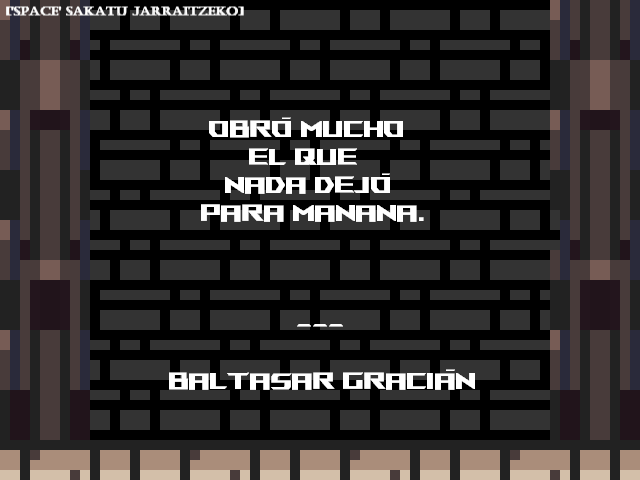 ['SPACE' SAKATU JARRAITZEKO]
OBRÓ MUCHO
EL QUE
NADA DEJÓ
PARA MANANA.
---
BALTASAR GRACIÁN